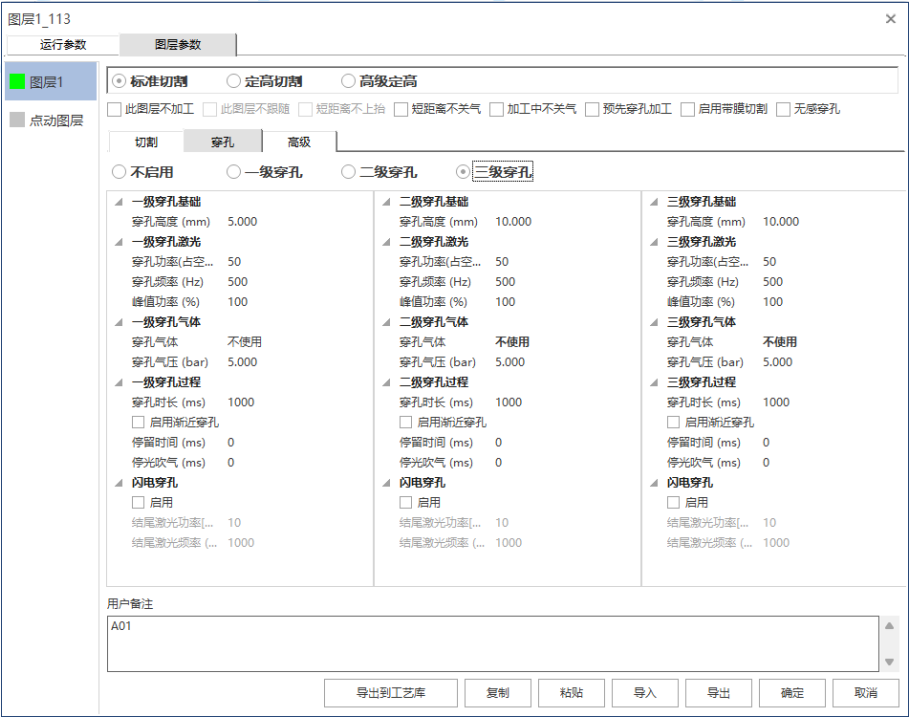 图层1_113
运行参数 图层参数
图层1
点动图层
标准切割 定高切割 高级定高
此图层不加工 此图层不跟随 短距离不上抬 短距离不关气 加工中不关气 预先穿孔加工 启用带膜切割 无感穿孔
切割 穿孔 高级
不启用 一级穿孔 二级穿孔 三级穿孔
一级穿孔基础
穿孔高度 (mm) 5.000
一级穿孔激光
穿孔功率(占空... 50
穿孔频率 (Hz) 500
峰值功率 (%) 100
一级穿孔气体
穿孔气体 不使用
穿孔气压 (bar) 5.000
一级穿孔过程
穿孔时长 (ms) 1000
启用渐近穿孔
停留时间 (ms) 0
停光吹气 (ms) 0
闪电穿孔
启用
结尾激光功率[... 10
结尾激光频率 (... 1000
二级穿孔基础
穿孔高度 (mm) 10.000
二级穿孔激光
穿孔功率(占空... 50
穿孔频率 (Hz) 500
峰值功率 (%) 100
二级穿孔气体
穿孔气体 不使用
穿孔气压 (bar) 5.000
二级穿孔过程
穿孔时长 (ms) 1000
启用渐近穿孔
停留时间 (ms) 0
停光吹气 (ms) 0
闪电穿孔
启用
结尾激光功率[... 10
结尾激光频率 (... 1000
三级穿孔基础
穿孔高度 (mm) 10.000
三级穿孔激光
穿孔功率(占空... 50
穿孔频率 (Hz) 500
峰值功率 (%) 100
三级穿孔气体
穿孔气体 不使用
穿孔气压 (bar) 5.000
三级穿孔过程
穿孔时长 (ms) 1000
启用渐近穿孔
停留时间 (ms) 0
停光吹气 (ms) 0
闪电穿孔
启用
结尾激光功率[... 10
结尾激光频率 (... 1000
用户备注
A01
导出到工艺库 复制 粘贴 导入 导出 确定 取消